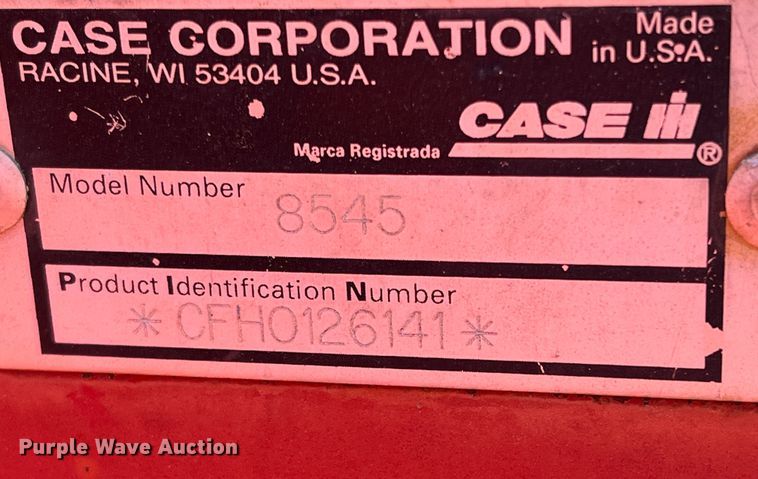 CASE CORPORATION
Made
in U.S.A.
RACINE, WI 53404 U.S.A.
CASE IH
Marca Registrada
®
Model Number
8545
Product Identification Number
*CFH0126141*
Purple Wave Auction